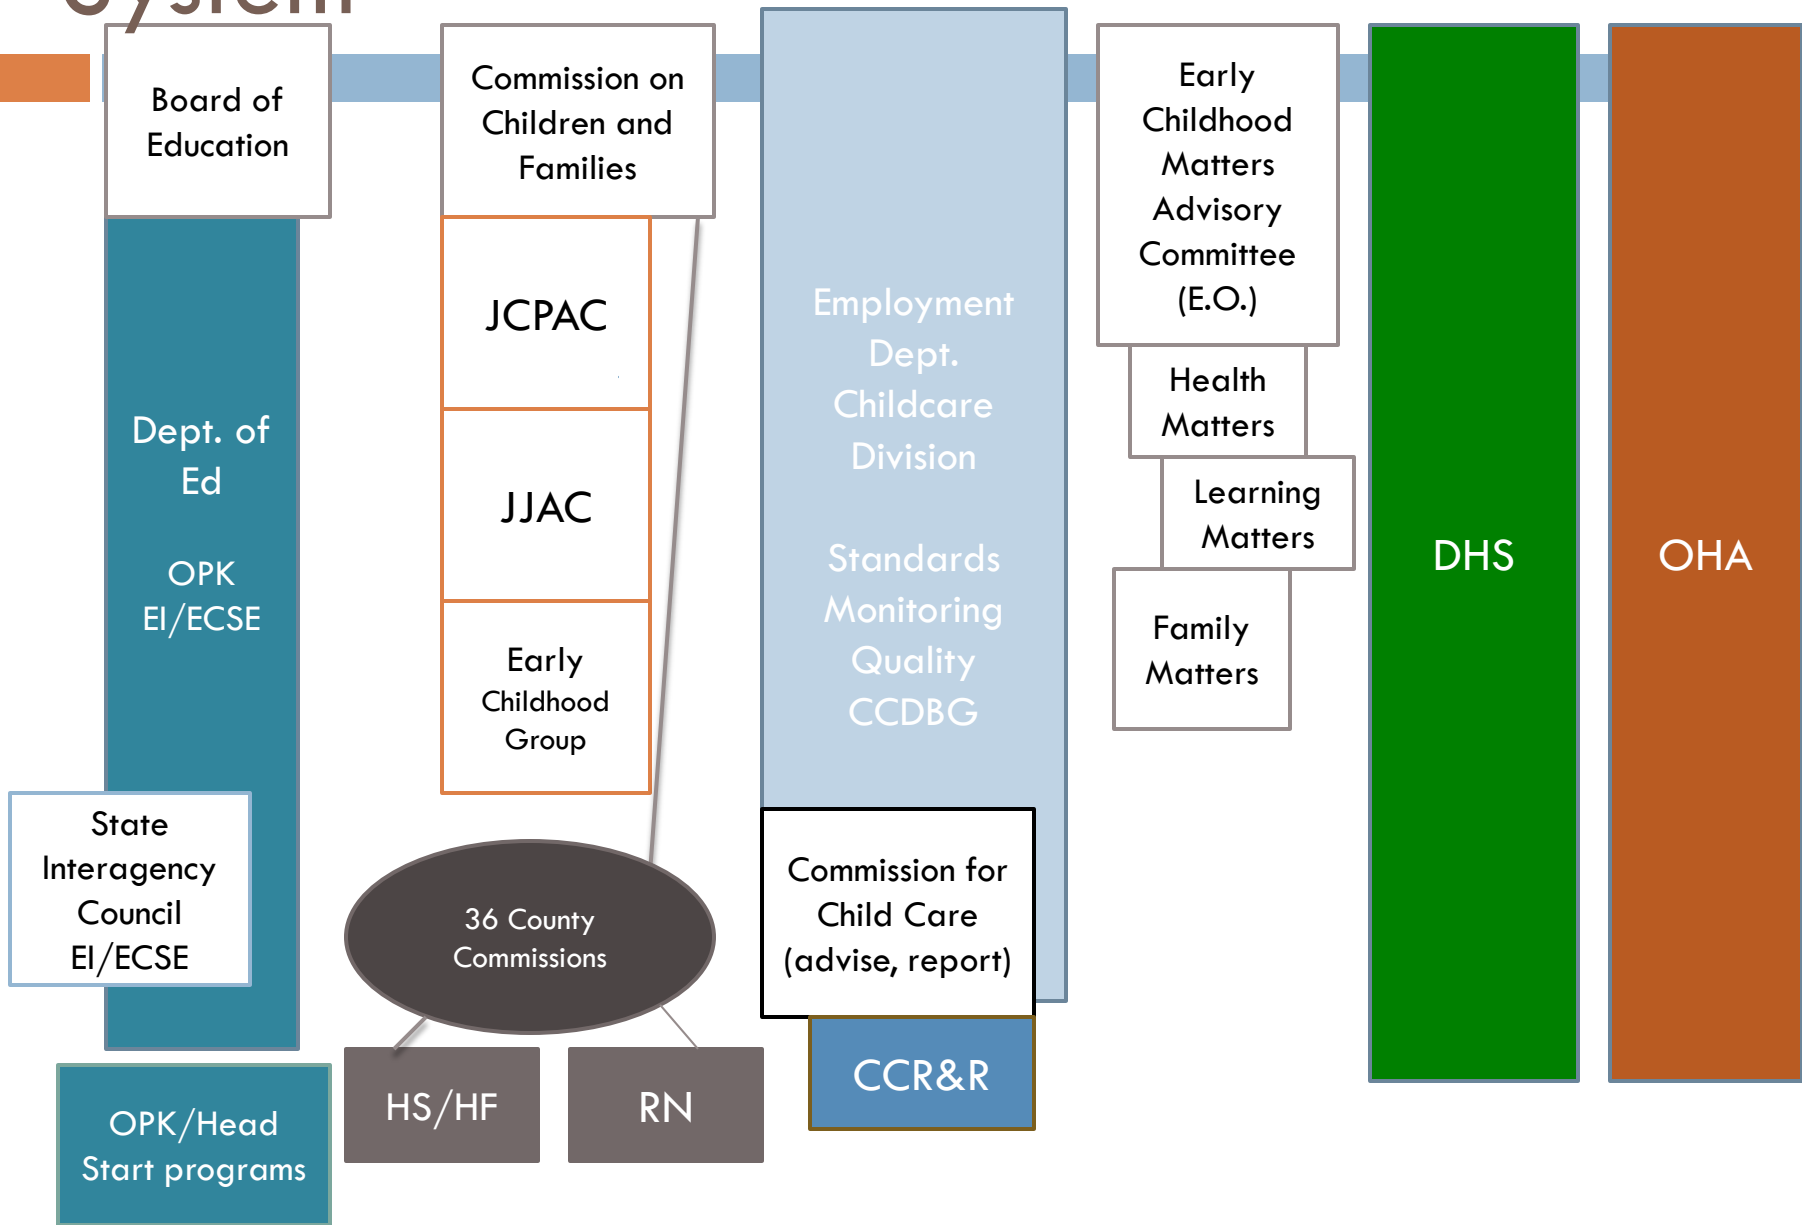 System
Board of
Education
Dept. of
Ed
OPK
EI/ECSE
State
Interagency
Council
EI/ECSE
OPK/Head
Start programs
Commission on
Children and
Families
JCPAC
JJAC
Early
Childhood
Group
36 County
Commissions
HS/HF
RN
Employment
Dept.
Childcare
Division
Standards
Monitoring
Quality
CCDBG
Commission for
Child Care
(advise, report)
CCR&R
Early
Childhood
Matters
Advisory
Committee
(E.O.)
Health
Matters
Learning
Matters
Family
Matters
DHS
OHA